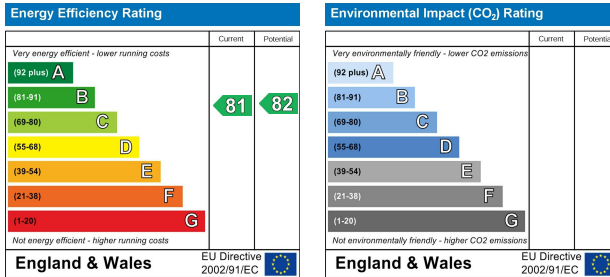 Energy Efficiency Rating
Current Potential
Very energy efficient - lower running costs
(92 plus) A
(81-91) B
(69-80) C
(55-68) D
(39-54) E
(21-38) F
(1-20) G
81 82
Not energy efficient - higher running costs
England & Wales
EU Directive
2002/91/EC
Environmental Impact (CO₂) Rating
Current Potential
Very environmentally friendly - lower CO2 emissions
(92 plus) A
(81-91) B
(69-80) C
(55-68) D
(39-54) E
(21-38) F
(1-20) G
Not environmentally friendly - higher CO2 emissions
England & Wales
EU Directive
2002/91/EC